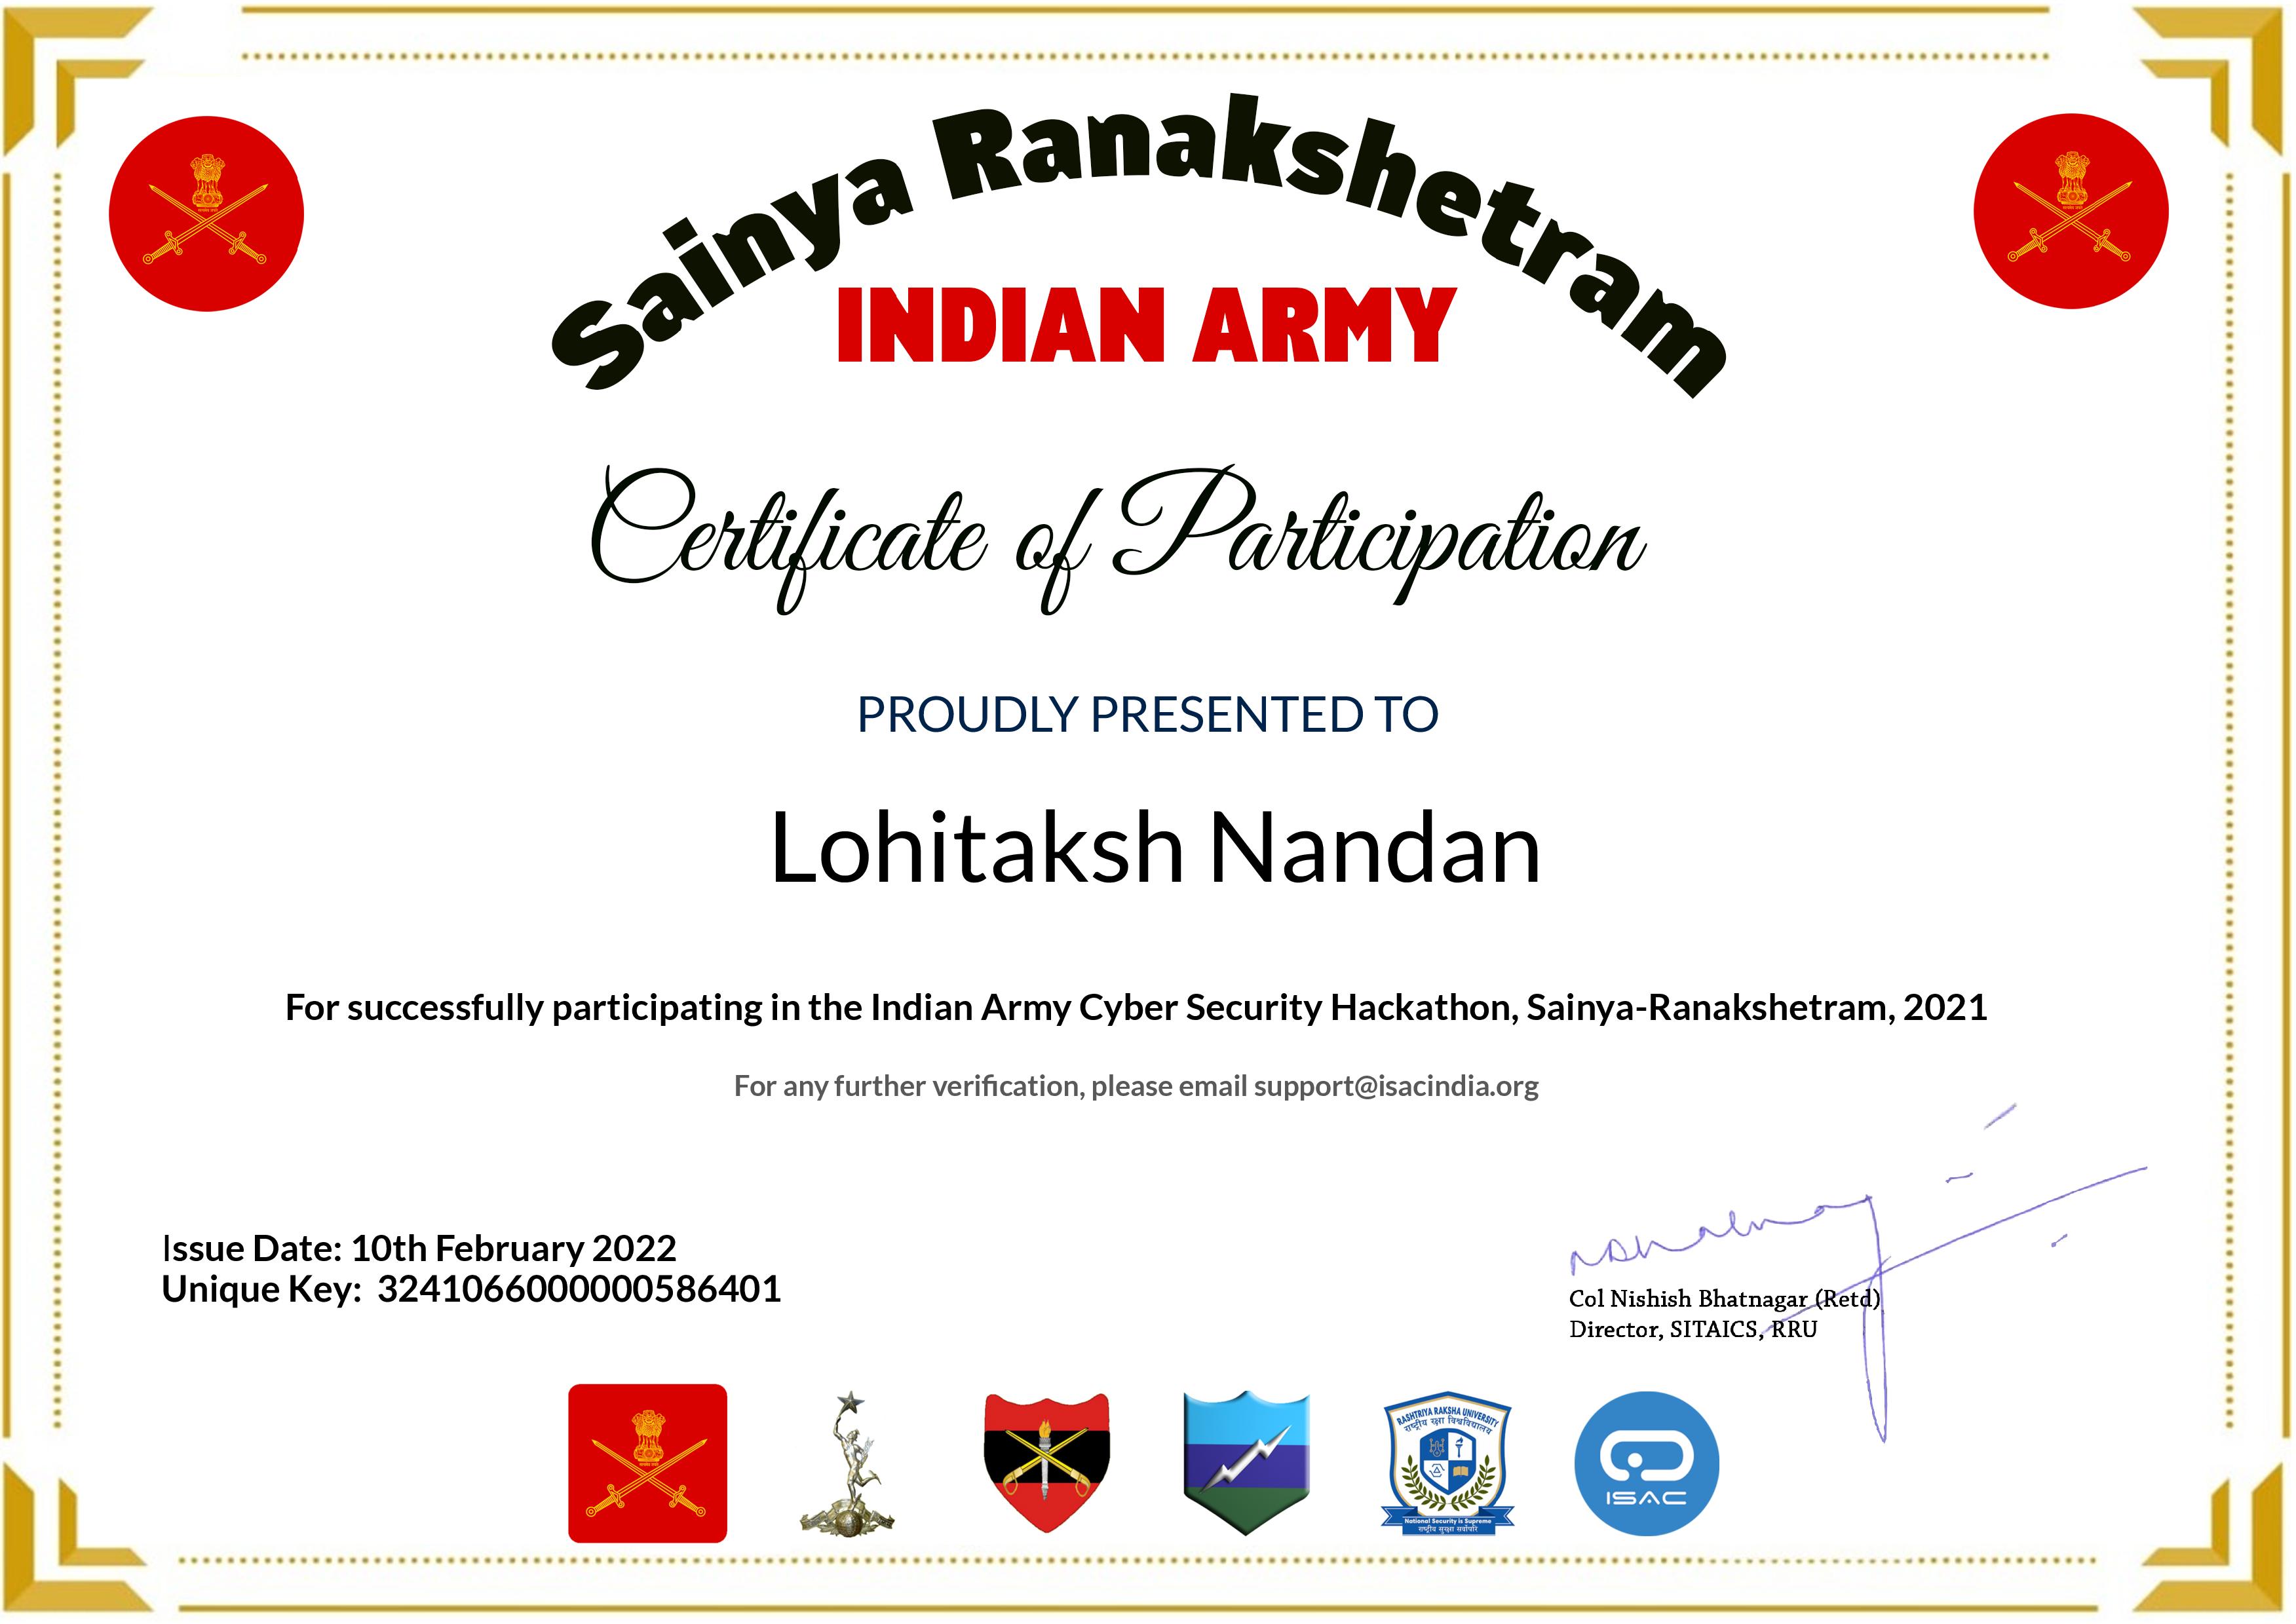 Sainya Ranakshetram
INDIAN ARMY
Certificate of Participation
PROUDLY PRESENTED TO
Lohitaksh Nandan
For successfully participating in the Indian Army Cyber Security Hackathon, Sainya-Ranakshetram, 2021
For any further verification, please email support@isacindia.org
Issue Date: 10th February 2022
Unique Key: 3241066000000586401
Col Nishish Bhatnagar (Retd)
Director, SITAICS, RRU
RASHTRIYA RAKSHA UNIVERSITY
राष्ट्रीय रक्षा विश्वविद्यालय
National Security is Supreme
राष्ट्रीय सुरक्षा सर्वोपरि
ISAC